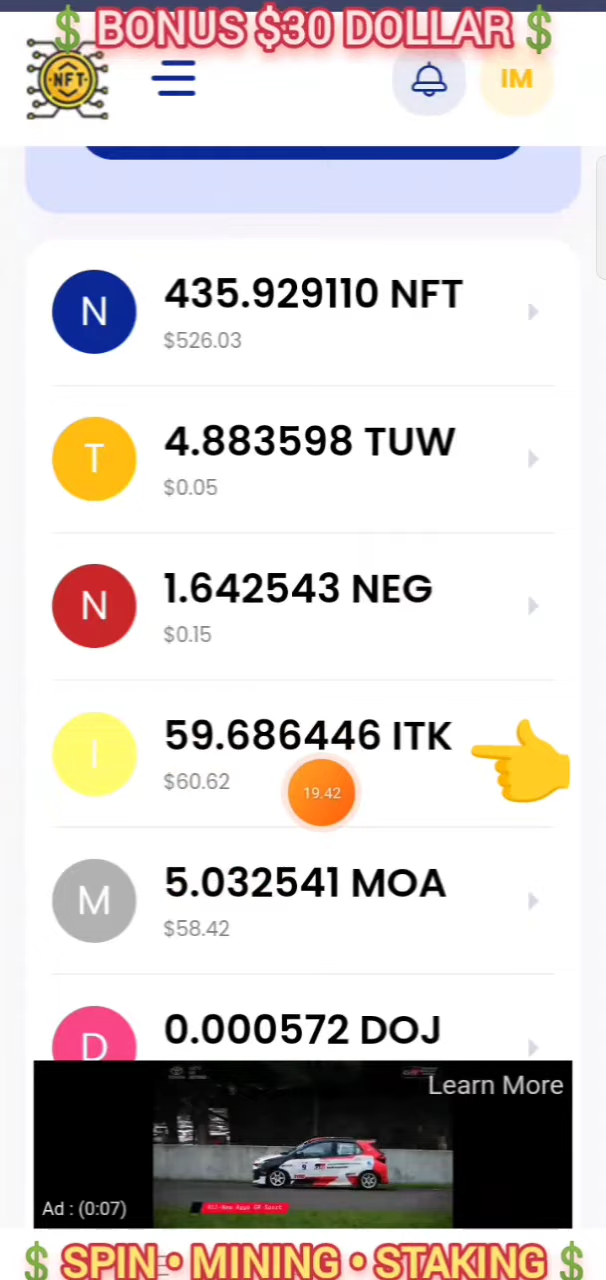 $ BONUS $30 DOLLAR $
NFT
IM
N
435.929110 NFT
$526.03
T
4.883598 TUW
$0.05
N
1.642543 NEG
$0.15
I
59.686446 ITK
$60.62
19.42
M
5.032541 MOA
$58.42
D
0.000572 DOJ
Learn More
Ad : (0:07)
$ SPIN • MINING • STAKING $